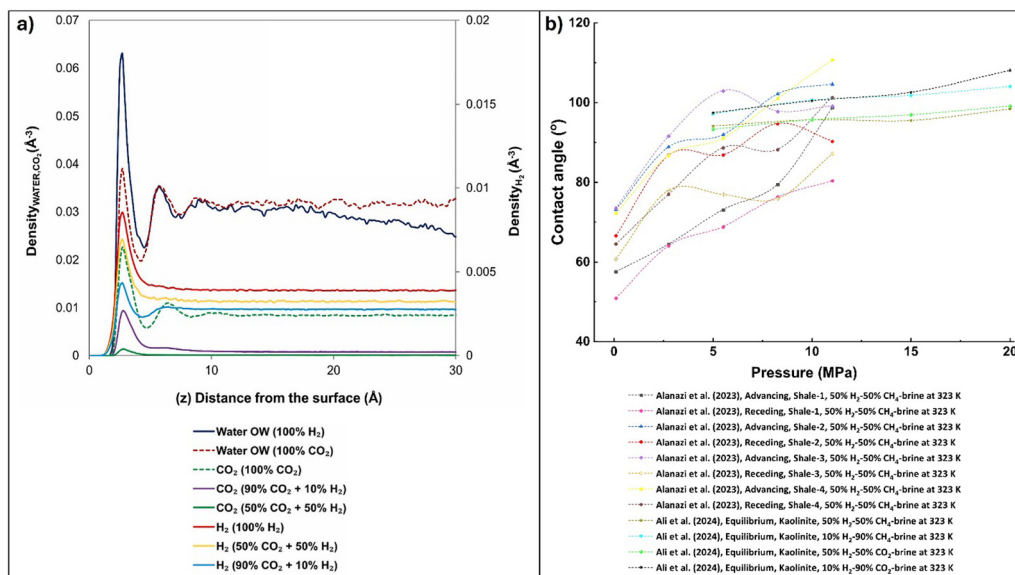 a)
0.07
0.06
0.05
0.04
0.03
0.02
0.01
0
Density WATER,CO₂(Å⁻³)
0.02
0.015
0.01
0.005
0
Density H₂ (Å⁻³)
0 5 10 15 20 25 30
(z) Distance from the surface (Å)
Water OW (100% H₂)
Water OW (100% CO₂)
CO₂ (100% CO₂)
CO₂ (90% CO₂ + 10% H₂)
CO₂ (50% CO₂ + 50% H₂)
H₂ (100% H₂)
H₂ (50% CO₂ + 50% H₂)
H₂ (90% CO₂ + 10% H₂)
b)
120
100
80
60
40
Contact angle (°)
0 5 10 15 20
Pressure (MPa)
Alanazi et al. (2023), Advancing, Shale-1, 50% H₂-50% CH₄-brine at 323 K
Alanazi et al. (2023), Receding, Shale-1, 50% H₂-50% CH₄-brine at 323 K
Alanazi et al. (2023), Advancing, Shale-2, 50% H₂-50% CH₄-brine at 323 K
Alanazi et al. (2023), Receding, Shale-2, 50% H₂-50% CH₄-brine at 323 K
Alanazi et al. (2023), Advancing, Shale-3, 50% H₂-50% CH₄-brine at 323 K
Alanazi et al. (2023), Receding, Shale-3, 50% H₂-50% CH₄-brine at 323 K
Alanazi et al. (2023), Advancing, Shale-4, 50% H₂-50% CH₄-brine at 323 K
Alanazi et al. (2023), Receding, Shale-4, 50% H₂-50% CH₄-brine at 323 K
Ali et al. (2024), Equilibrium, Kaolinite, 50% H₂-50% CH₄-brine at 323 K
Ali et al. (2024), Equilibrium, Kaolinite, 10% H₂-90% CH₄-brine at 323 K
Ali et al. (2024), Equilibrium, Kaolinite, 50% H₂-50% CO₂-brine at 323 K
Ali et al. (2024), Equilibrium, Kaolinite, 10% H₂-90% CO₂-brine at 323 K